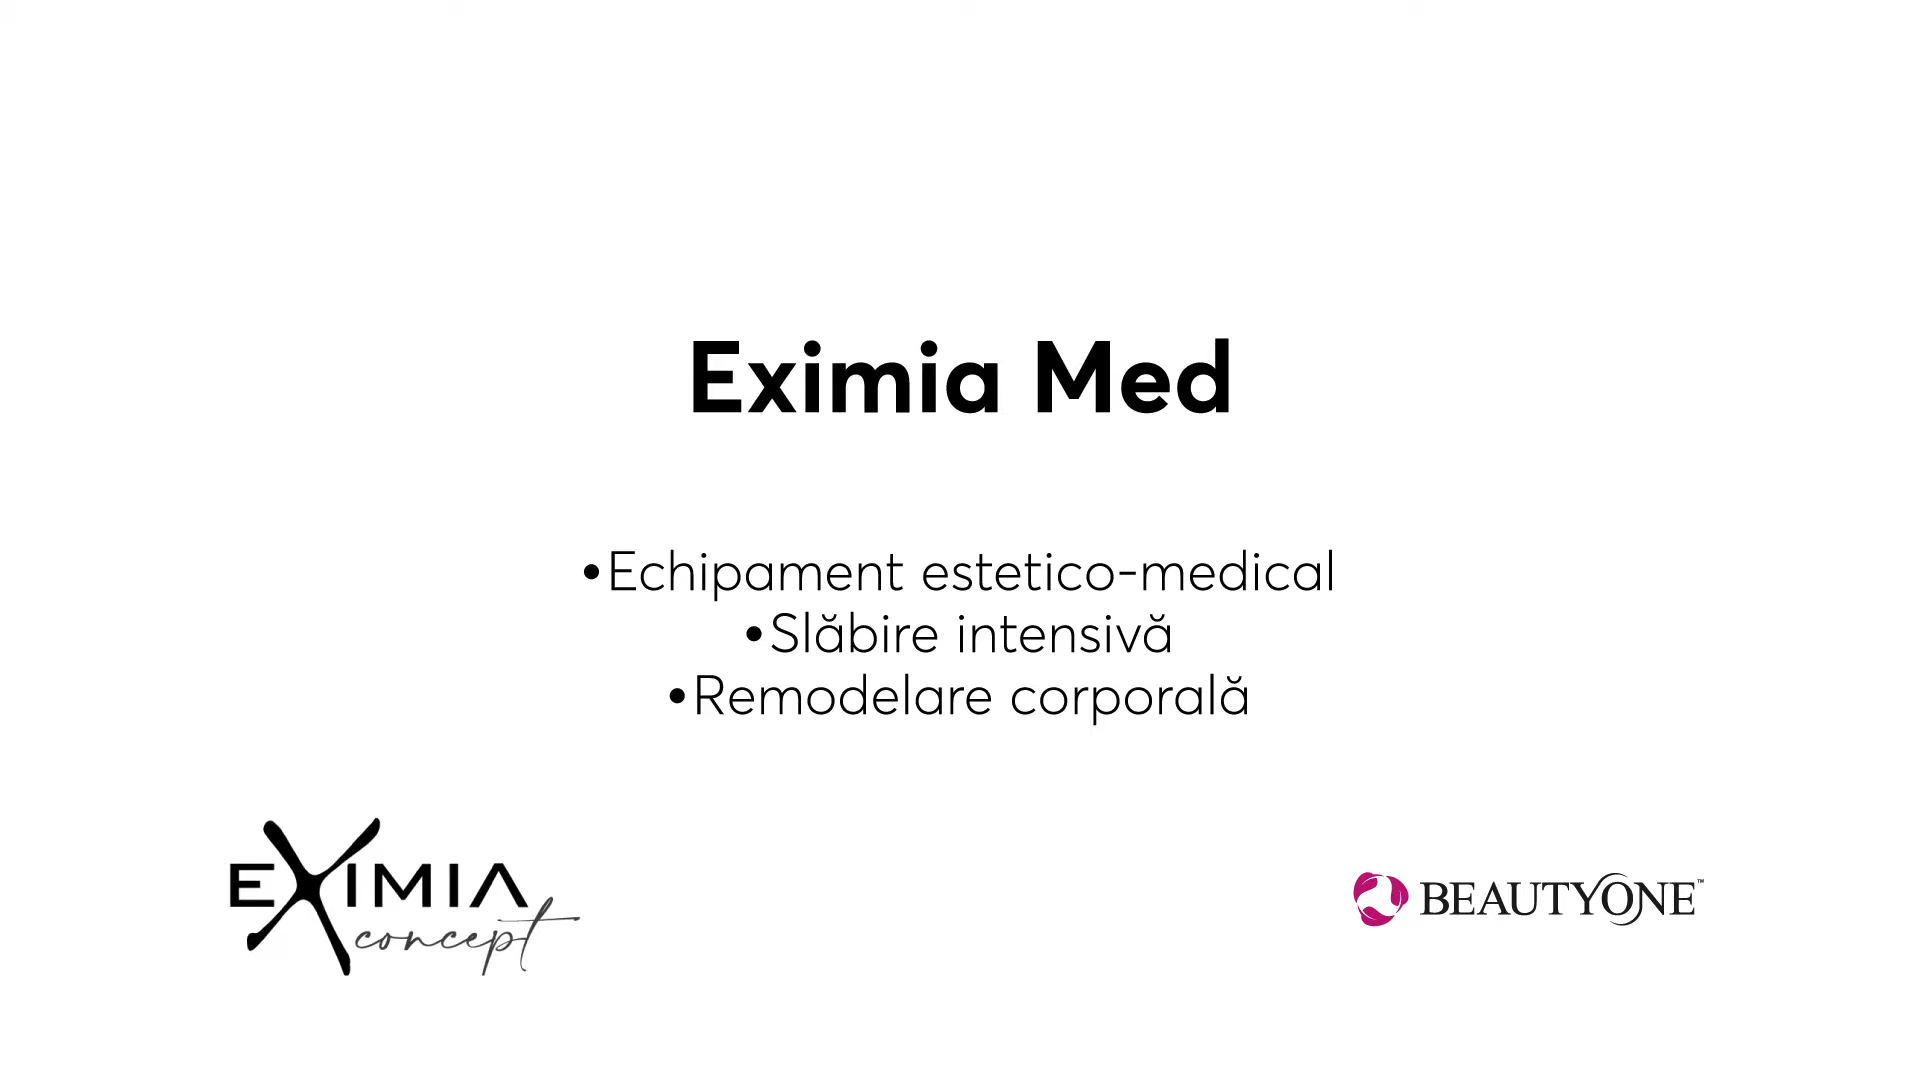 Eximia Med
•Echipament estetico-medical
•Slăbire intensivă
•Remodelare corporală
EXIMIA
concept
BEAUTYONE™